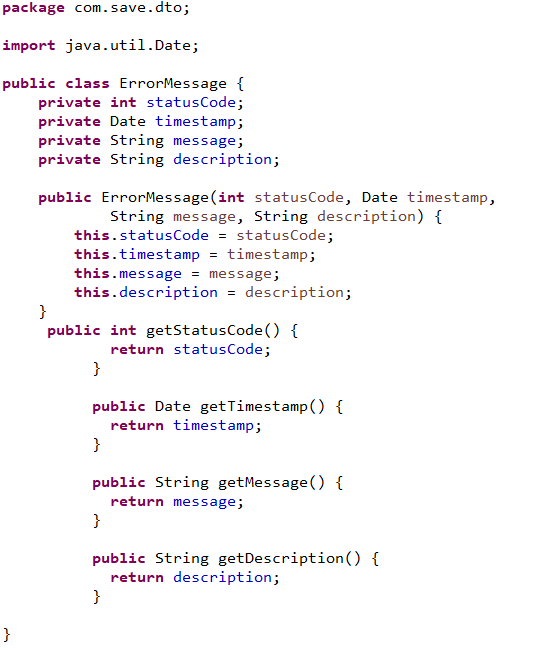 package com.save.dto;
import java.util.Date;
public class ErrorMessage {
private int statusCode;
private Date timestamp;
private String message;
private String description;
public ErrorMessage(int statusCode, Date timestamp,
String message, String description) {
this.statusCode = statusCode;
this.timestamp = timestamp;
this.message = message;
this.description = description;
}
public int getStatusCode() {
return statusCode;
}
public Date getTimestamp() {
return timestamp;
}
public String getMessage() {
return message;
}
public String getDescription() {
return description;
}
}